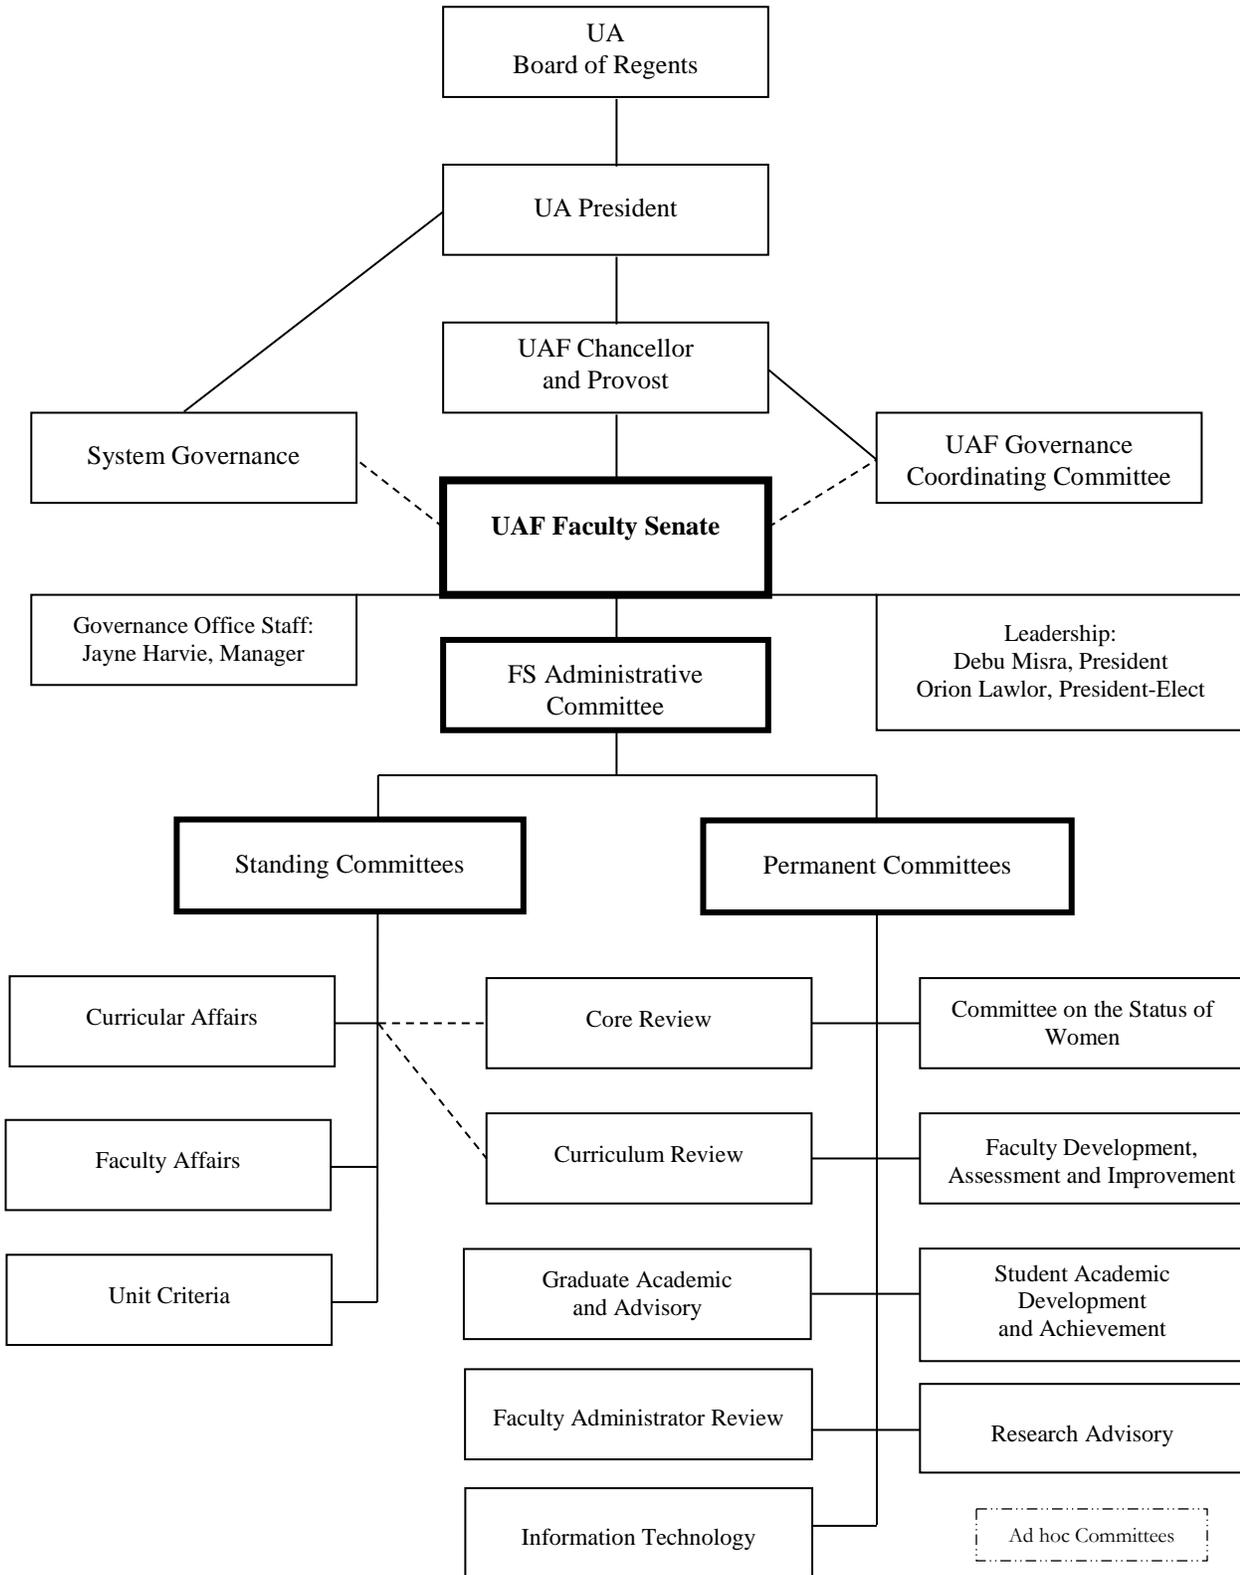 UA
Board of Regents
UA President
UAF Chancellor
and Provost
System Governance
UAF Governance
Coordinating Committee
UAF Faculty Senate
Governance Office Staff:
Jayne Harvie, Manager
Leadership:
Debu Misra, President
Orion Lawlor, President-Elect
FS Administrative
Committee
Standing Committees
Permanent Committees
Curricular Affairs
Core Review
Committee on the Status of
Women
Faculty Affairs
Curriculum Review
Faculty Development,
Assessment and Improvement
Unit Criteria
Graduate Academic
and Advisory
Student Academic
Development
and Achievement
Faculty Administrator Review
Research Advisory
Information Technology
Ad hoc Committees